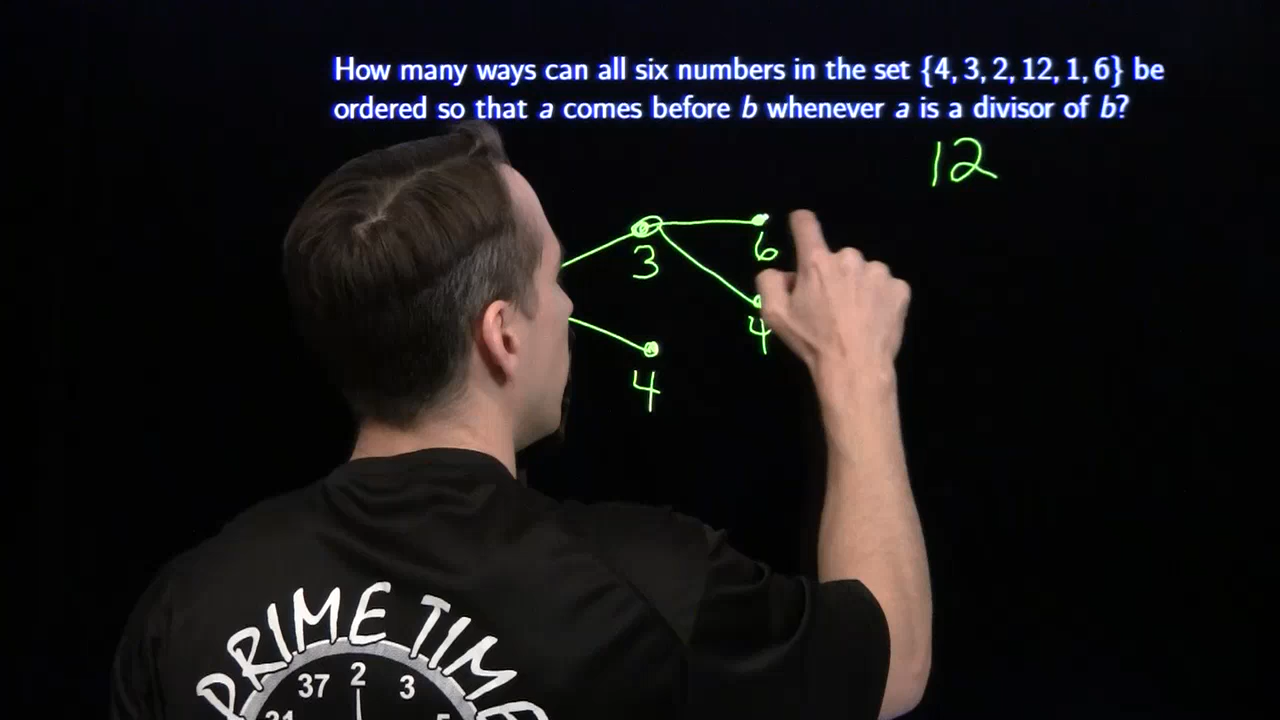 How many ways can all six numbers in the set {4, 3, 2, 12, 1, 6} be
ordered so that a comes before b whenever a is a divisor of b?
12
3
6
4
4
PRIME TIME
37 2 3